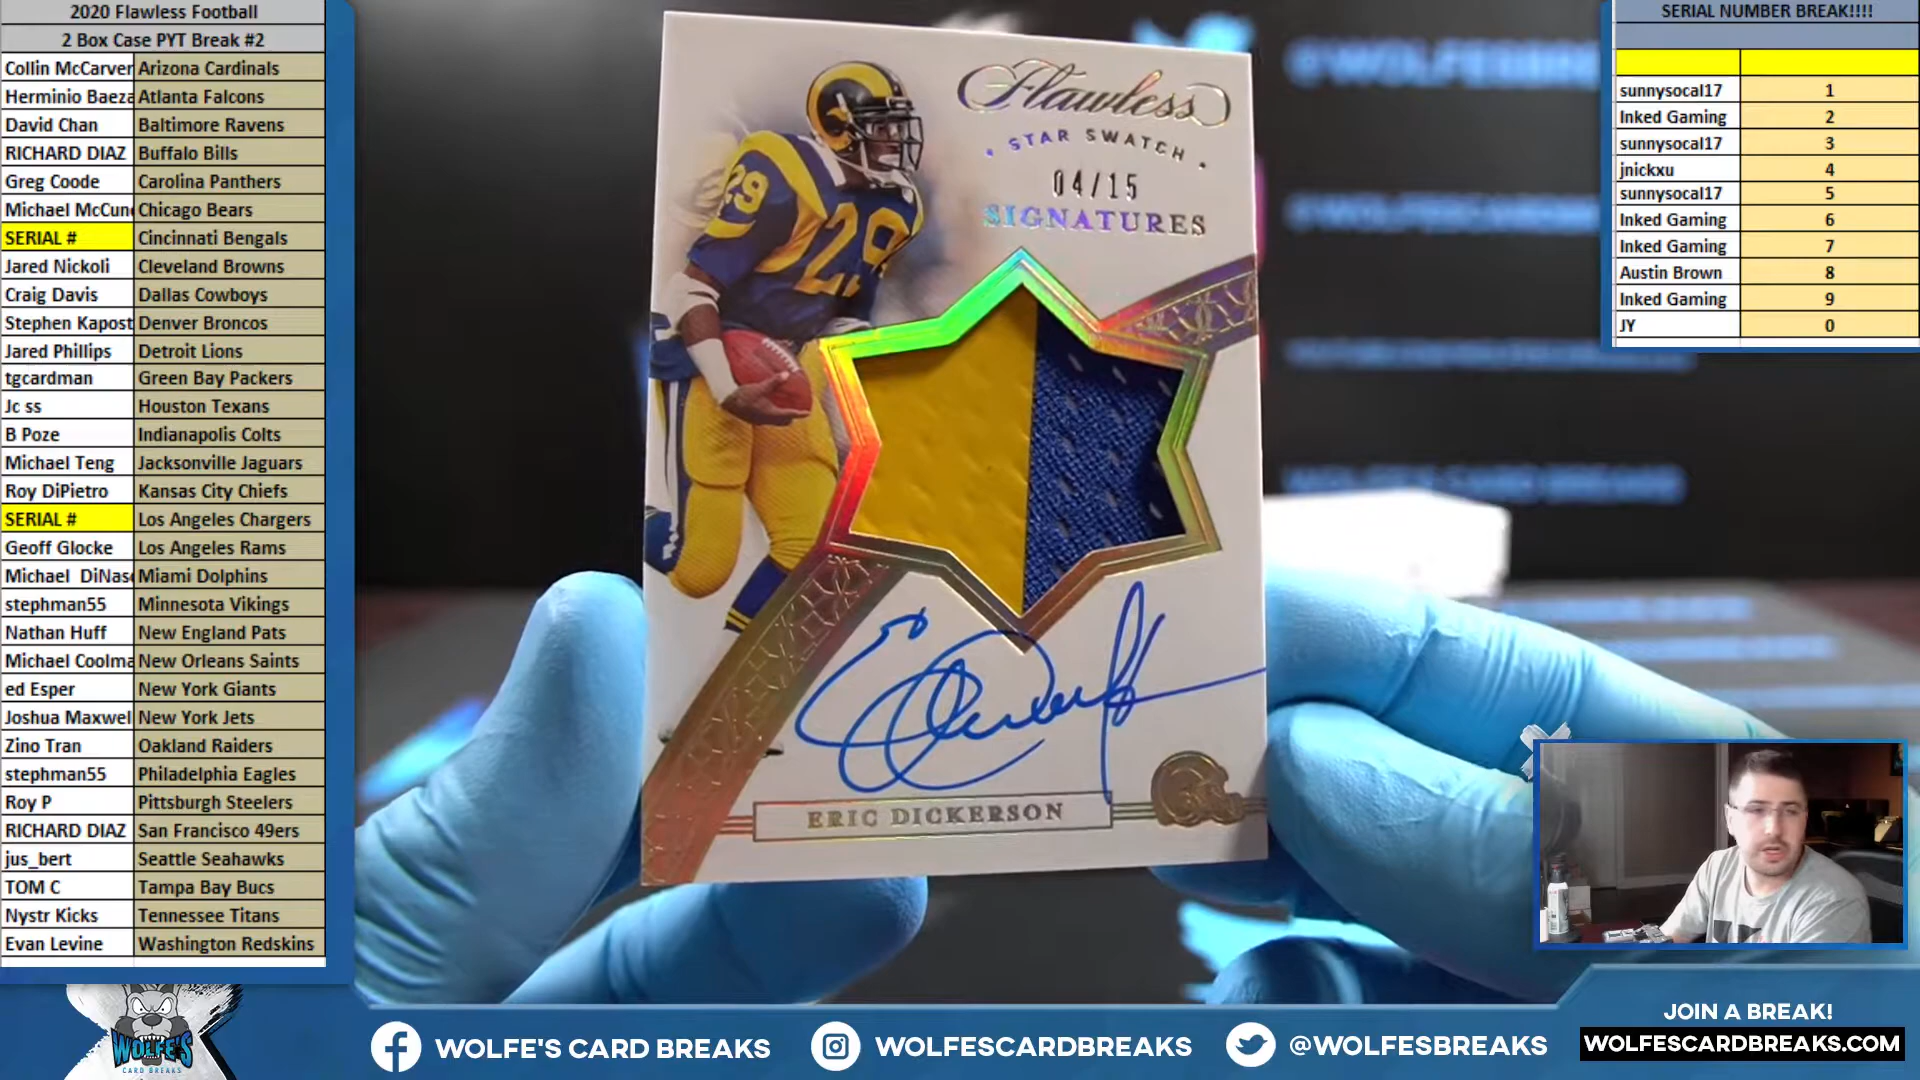 2020 Flawless Football
2 Box Case PYT Break #2
Collin McCarver Arizona Cardinals
Herminio Baeza Atlanta Falcons
David Chan Baltimore Ravens
RICHARD DIAZ Buffalo Bills
Greg Coode Carolina Panthers
Michael McCun Chicago Bears
SERIAL # Cincinnati Bengals
Jared Nickoli Cleveland Browns
Craig Davis Dallas Cowboys
Stephen Kapost Denver Broncos
Jared Phillips Detroit Lions
tgcardman Green Bay Packers
Jc ss Houston Texans
B Poze Indianapolis Colts
Michael Teng Jacksonville Jaguars
Roy DiPietro Kansas City Chiefs
SERIAL # Los Angeles Chargers
Geoff Glocke Los Angeles Rams
Michael DiNas Miami Dolphins
stephman55 Minnesota Vikings
Nathan Huff New England Pats
Michael Coolma New Orleans Saints
ed Esper New York Giants
Joshua Maxwel New York Jets
Zino Tran Oakland Raiders
stephman55 Philadelphia Eagles
Roy P Pittsburgh Steelers
RICHARD DIAZ San Francisco 49ers
jus_bert Seattle Seahawks
TOM C Tampa Bay Bucs
Nystr Kicks Tennessee Titans
Evan Levine Washington Redskins
Flawless
STAR SWATCH
04/15
SIGNATURES
29
29
ERIC DICKERSON
SERIAL NUMBER BREAK!!!!
sunnysocal17 1
Inked Gaming 2
sunnysocal17 3
jnickxu 4
sunnysocal17 5
Inked Gaming 6
Inked Gaming 7
Austin Brown 8
Inked Gaming 9
JY 0
WOLFE'S
CARD BREAKS
WOLFE'S CARD BREAKS
WOLFESCARDBREAKS
@WOLFESBREAKS
JOIN A BREAK!
WOLFESCARDBREAKS.COM